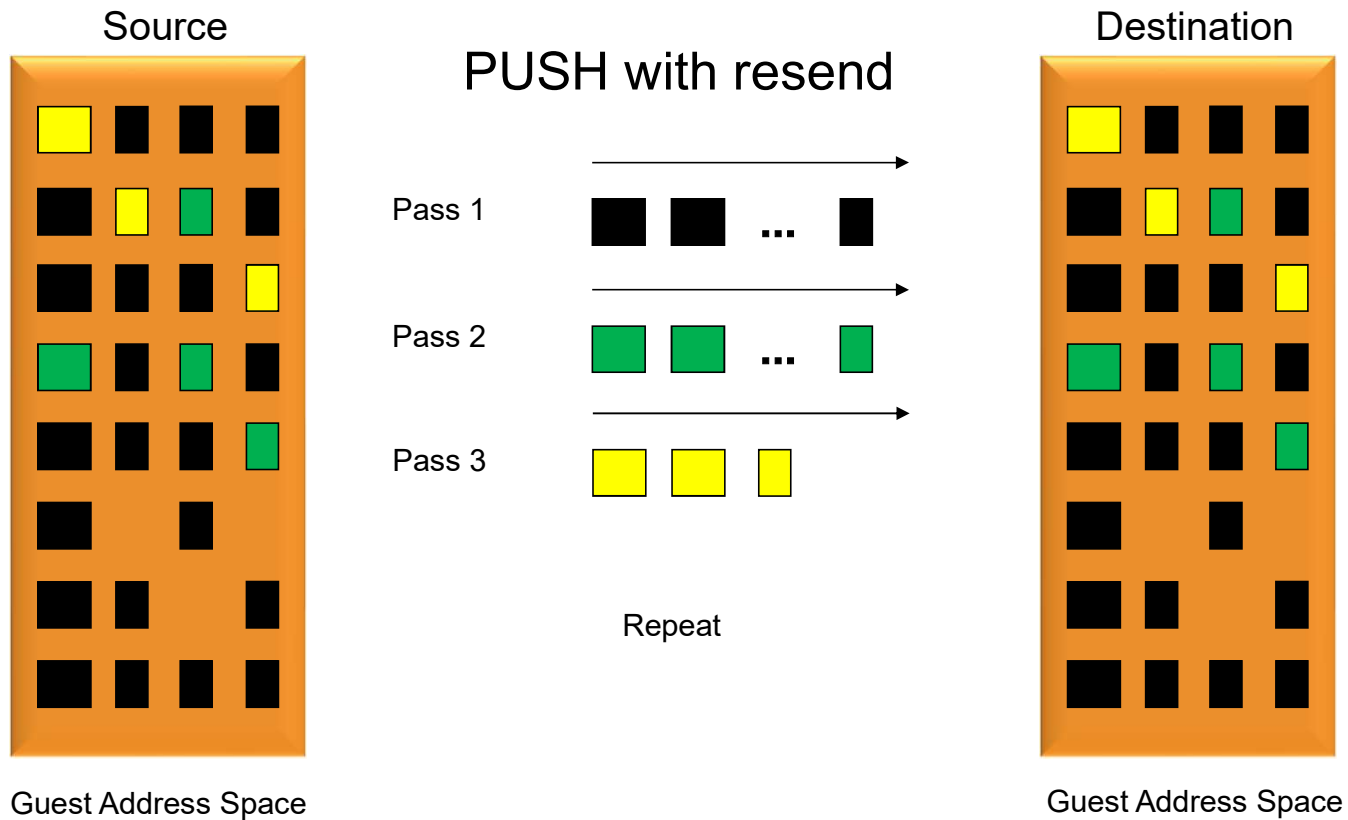 Source
Destination
PUSH with resend
Pass 1
...
Pass 2
...
Pass 3
Repeat
Guest Address Space
Guest Address Space